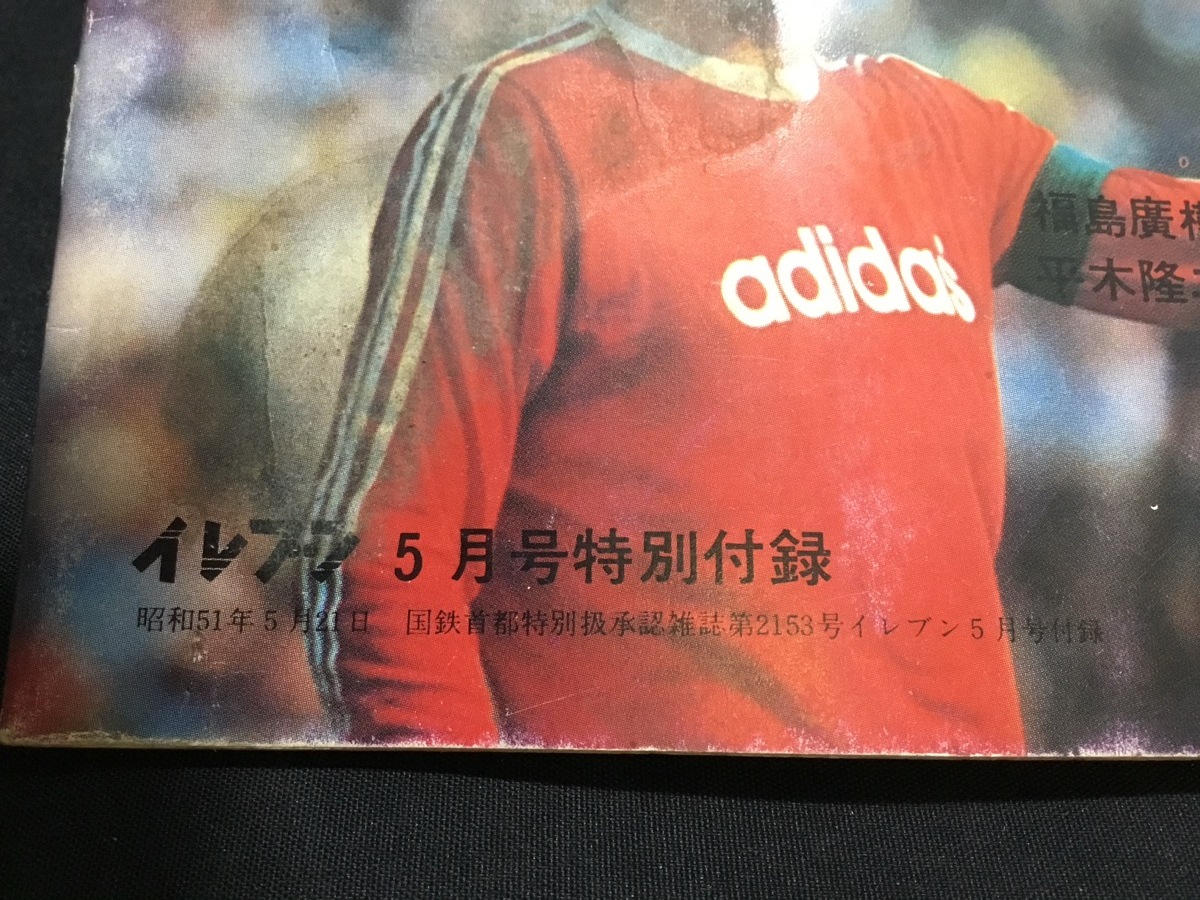 福島廣樹
平木隆三
adidas
イレブン 5月号特別付録
昭和51年5月21日 国鉄首都特別扱承認雑誌第2153号イレブン5月号付録